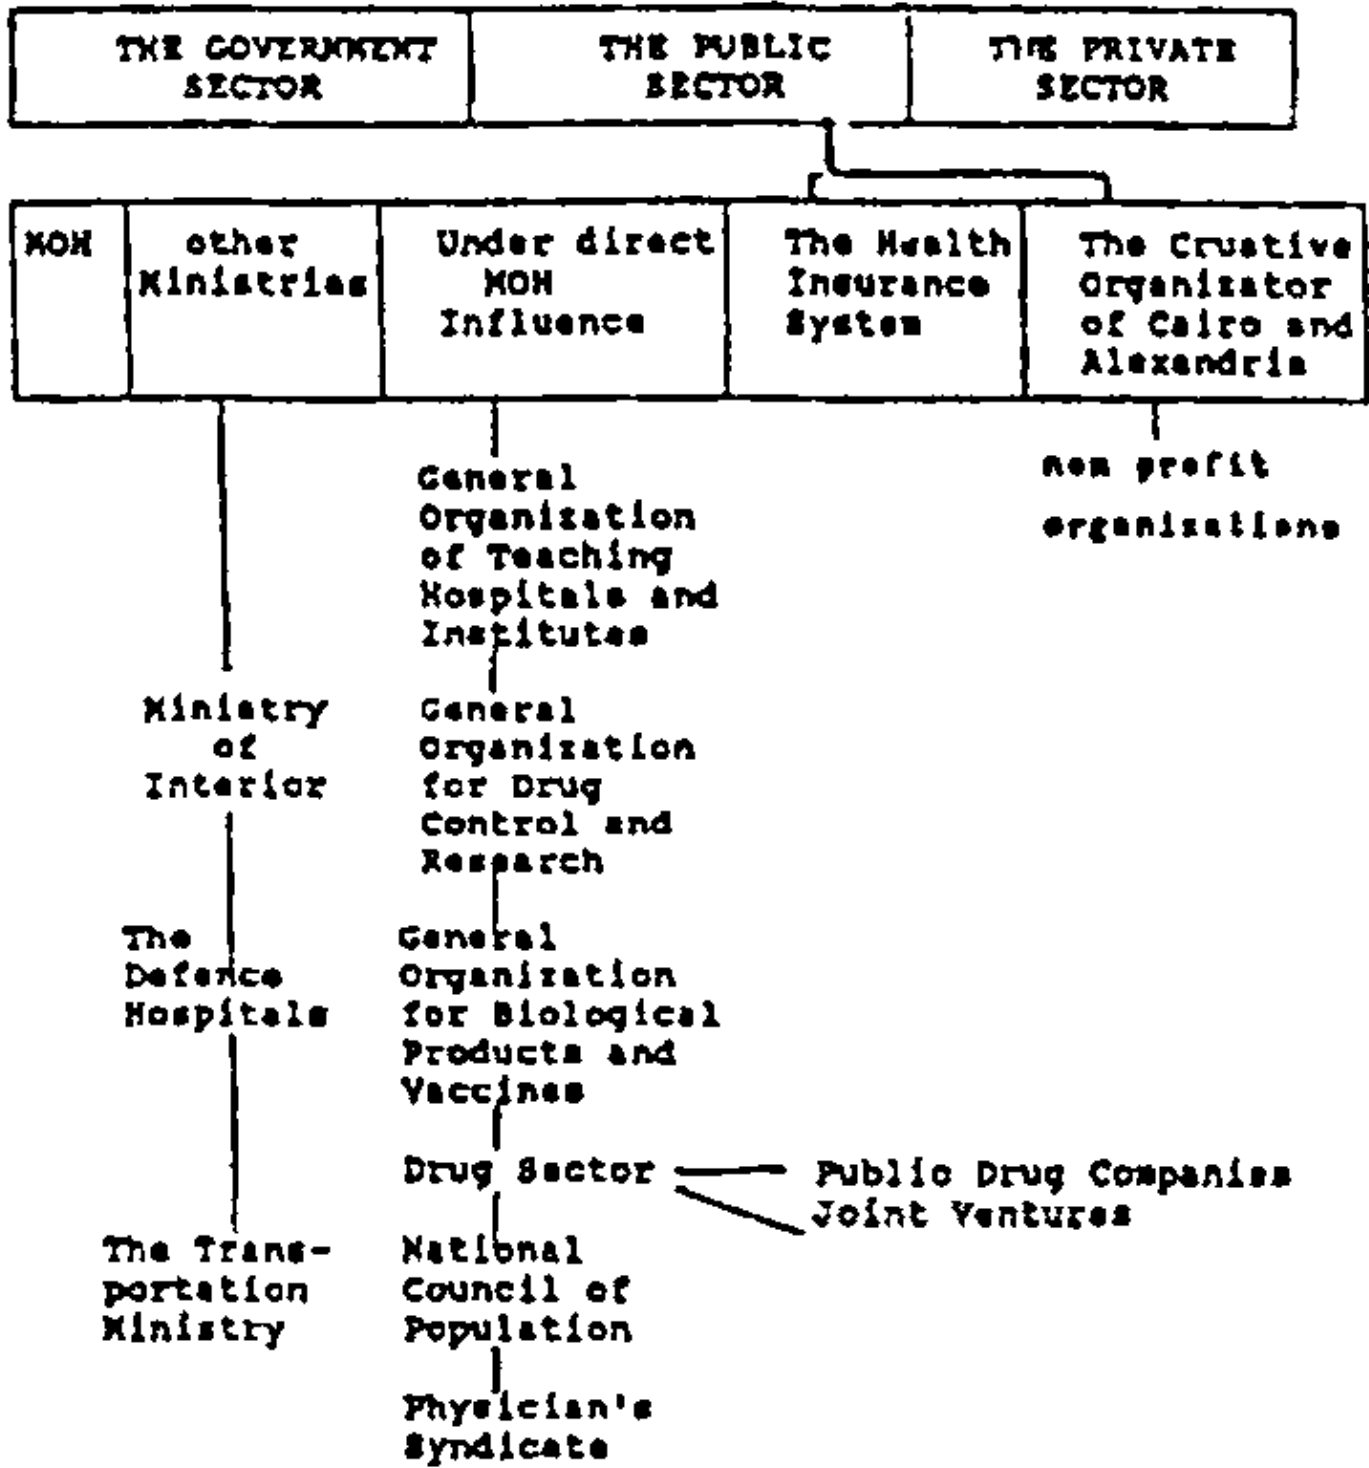 THE GOVERNMENT
SECTOR
THE PUBLIC
SECTOR
THE PRIVATE
SECTOR
MOH
other
Ministries
Under direct
MOH
Influence
The Health
Insurance
System
The Cruative
Organizator
of Cairo and
Alexandria
non profit
organizations
General
Organization
of Teaching
Hospitals and
Institutes
Ministry
of
Interior
General
Organization
for Drug
Control and
Research
The
Defence
Hospitals
General
Organization
for Biological
Products and
Vaccines
Drug Sector
Public Drug Companies
Joint Ventures
The Trans-
portation
Ministry
National
Council of
Population
Physician's
Syndicate